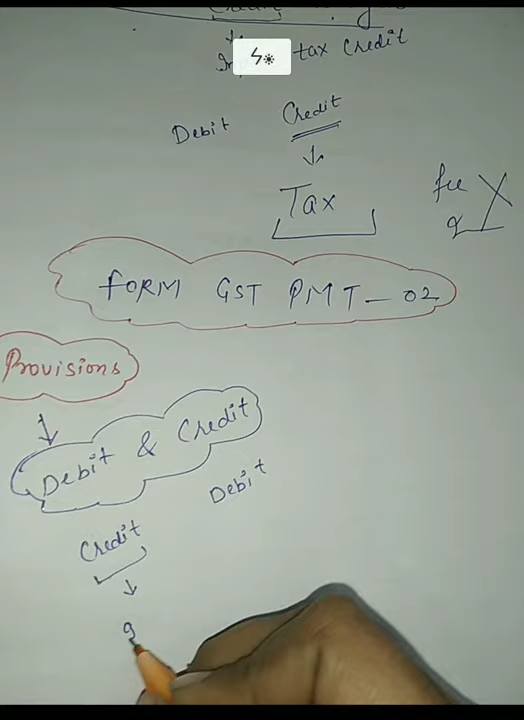 tax credit
Debit Credit
Tax
fee
FORM GST PMT-02
Provisions
Debit & Credit
Debit
Credit